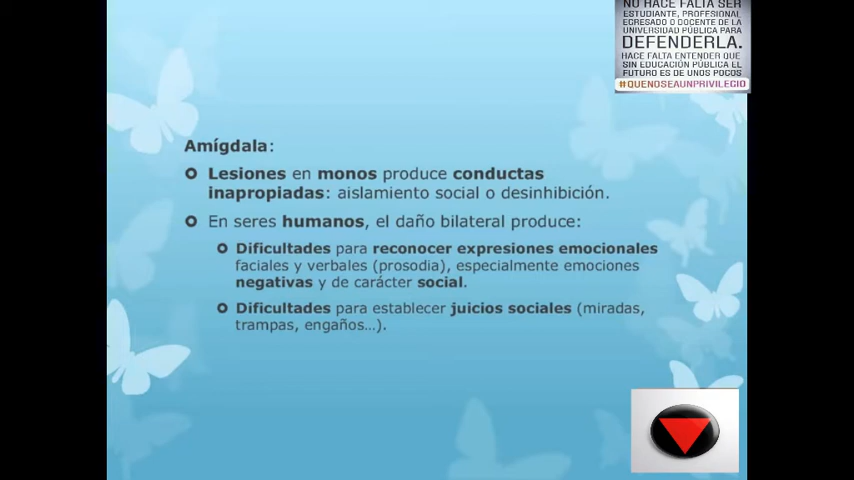 NO HACE FALTA SER
ESTUDIANTE, PROFESIONAL,
EGRESADO O DOCENTE DE LA
UNIVERSIDAD PÚBLICA PARA
DEFENDERLA.
HACE FALTA ENTENDER QUE
SIN EDUCACIÓN PÚBLICA EL
FUTURO ES DE UNOS POCOS
#QUENOSEAUNPRIVILEGIO
Amígdala:
Lesiones en monos produce conductas
inapropiadas: aislamiento social o desinhibición.
En seres humanos, el daño bilateral produce:
Dificultades para reconocer expresiones emocionales
faciales y verbales (prosodia), especialmente emociones
negativas y de carácter social.
Dificultades para establecer juicios sociales (miradas,
trampas, engaños...).